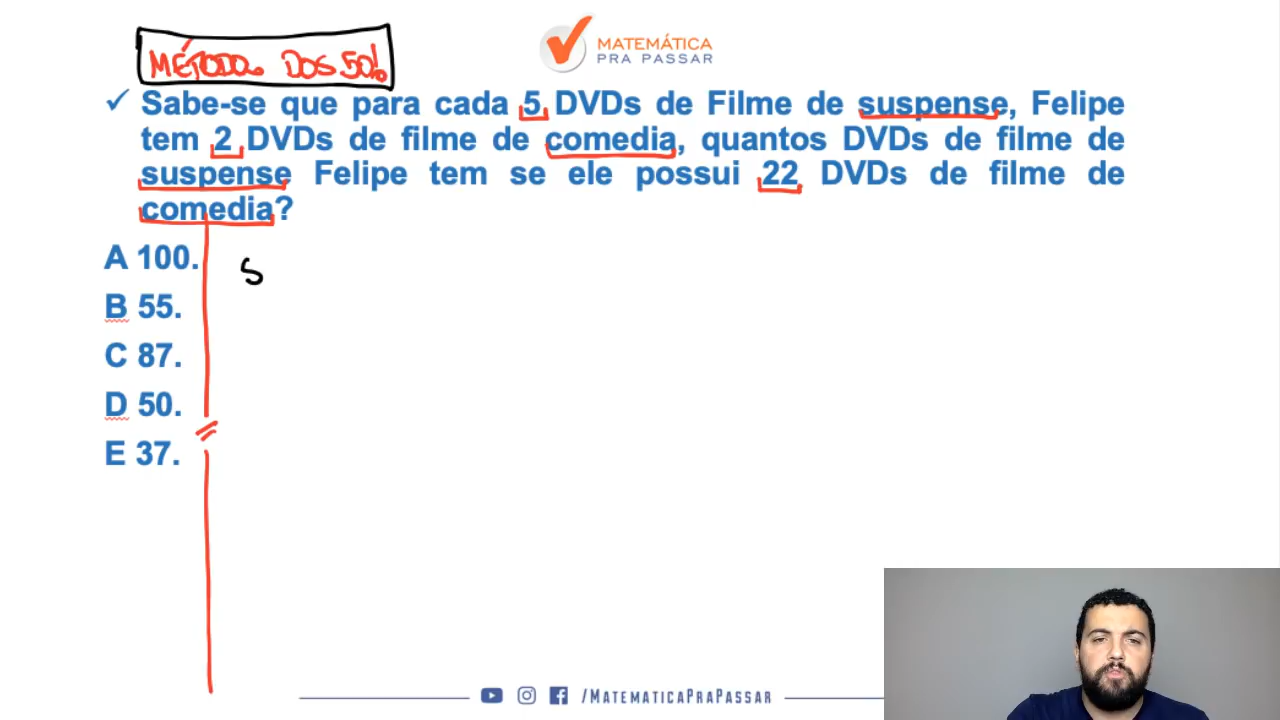 MÉTODO DOS 50!
MATEMÁTICA
PRA PASSAR
✓ Sabe-se que para cada 5 DVDs de Filme de suspense, Felipe
tem 2 DVDs de filme de comedia, quantos DVDs de filme de
suspense Felipe tem se ele possui 22 DVDs de filme de
comedia?
A 100.
S
B 55.
C 87.
D 50.
E 37.
/MATEMATICAPRAPASSAR